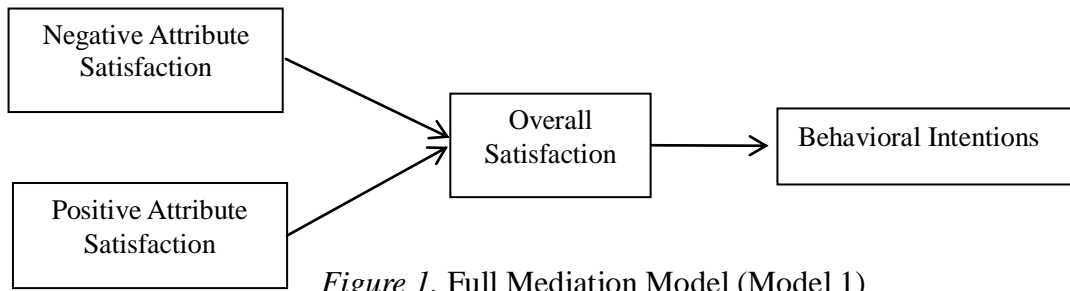 Negative Attribute
Satisfaction
Overall
Satisfaction
Behavioral Intentions
Positive Attribute
Satisfaction
Figure 1. Full Mediation Model (Model 1)